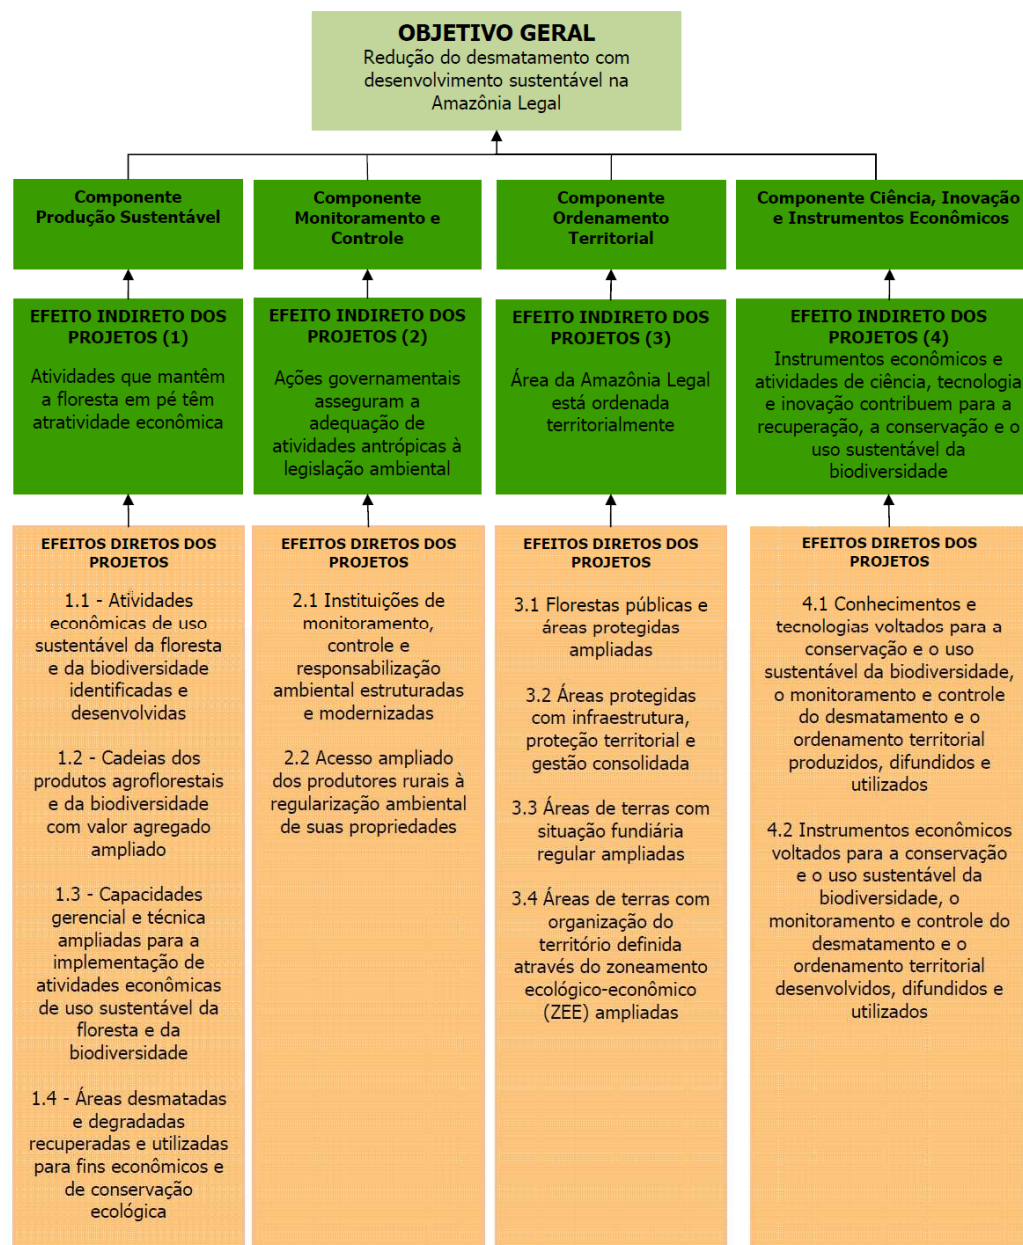 OBJETIVO GERAL
Redução do desmatamento com
desenvolvimento sustentável na
Amazônia Legal
Componente
Produção Sustentável
Componente
Monitoramento e
Controle
Componente
Ordenamento
Territorial
Componente Ciência, Inovação
e Instrumentos Econômicos
EFEITO INDIRETO DOS
PROJETOS (1)
Atividades que mantêm
a floresta em pé têm
atratividade econômica
EFEITO INDIRETO DOS
PROJETOS (2)
Ações governamentais
asseguram a
adequação de
atividades antrópicas à
legislação ambiental
EFEITO INDIRETO DOS
PROJETOS (3)
Área da Amazônia Legal
está ordenada
territorialmente
EFEITO INDIRETO DOS
PROJETOS (4)
Instrumentos econômicos e
atividades de ciência, tecnologia
e inovação contribuem para a
recuperação, a conservação e o
uso sustentável da
biodiversidade
EFEITOS DIRETOS DOS
PROJETOS
1.1 - Atividades
econômicas de uso
sustentável da floresta
e da biodiversidade
identificadas e
desenvolvidas
1.2 - Cadeias dos
produtos agroflorestais
e da biodiversidade
com valor agregado
ampliado
1.3 - Capacidades
gerencial e técnica
ampliadas para a
implementação de
atividades econômicas
de uso sustentável da
floresta e da
biodiversidade
1.4 - Áreas desmatadas
e degradadas
recuperadas e utilizadas
para fins econômicos e
de conservação
ecológica
EFEITOS DIRETOS DOS
PROJETOS
2.1 Instituições de
monitoramento,
controle e
responsabilização
ambiental estruturadas
e modernizadas
2.2 Acesso ampliado
dos produtores rurais à
regularização ambiental
de suas propriedades
EFEITOS DIRETOS DOS
PROJETOS
3.1 Florestas públicas e
áreas protegidas
ampliadas
3.2 Áreas protegidas
com infraestrutura,
proteção territorial e
gestão consolidada
3.3 Áreas de terras com
situação fundiária
regular ampliadas
3.4 Áreas de terras com
organização do
território definida
através do zoneamento
ecológico-econômico
(ZEE) ampliadas
EFEITOS DIRETOS DOS
PROJETOS
4.1 Conhecimentos e
tecnologias voltados para a
conservação e o uso
sustentável da biodiversidade,
o monitoramento e controle
do desmatamento e o
ordenamento territorial
produzidos, difundidos e
utilizados
4.2 Instrumentos econômicos
voltados para a conservação
e o uso sustentável da
biodiversidade, o
monitoramento e controle do
desmatamento e o
ordenamento territorial
desenvolvidos, difundidos e
utilizados